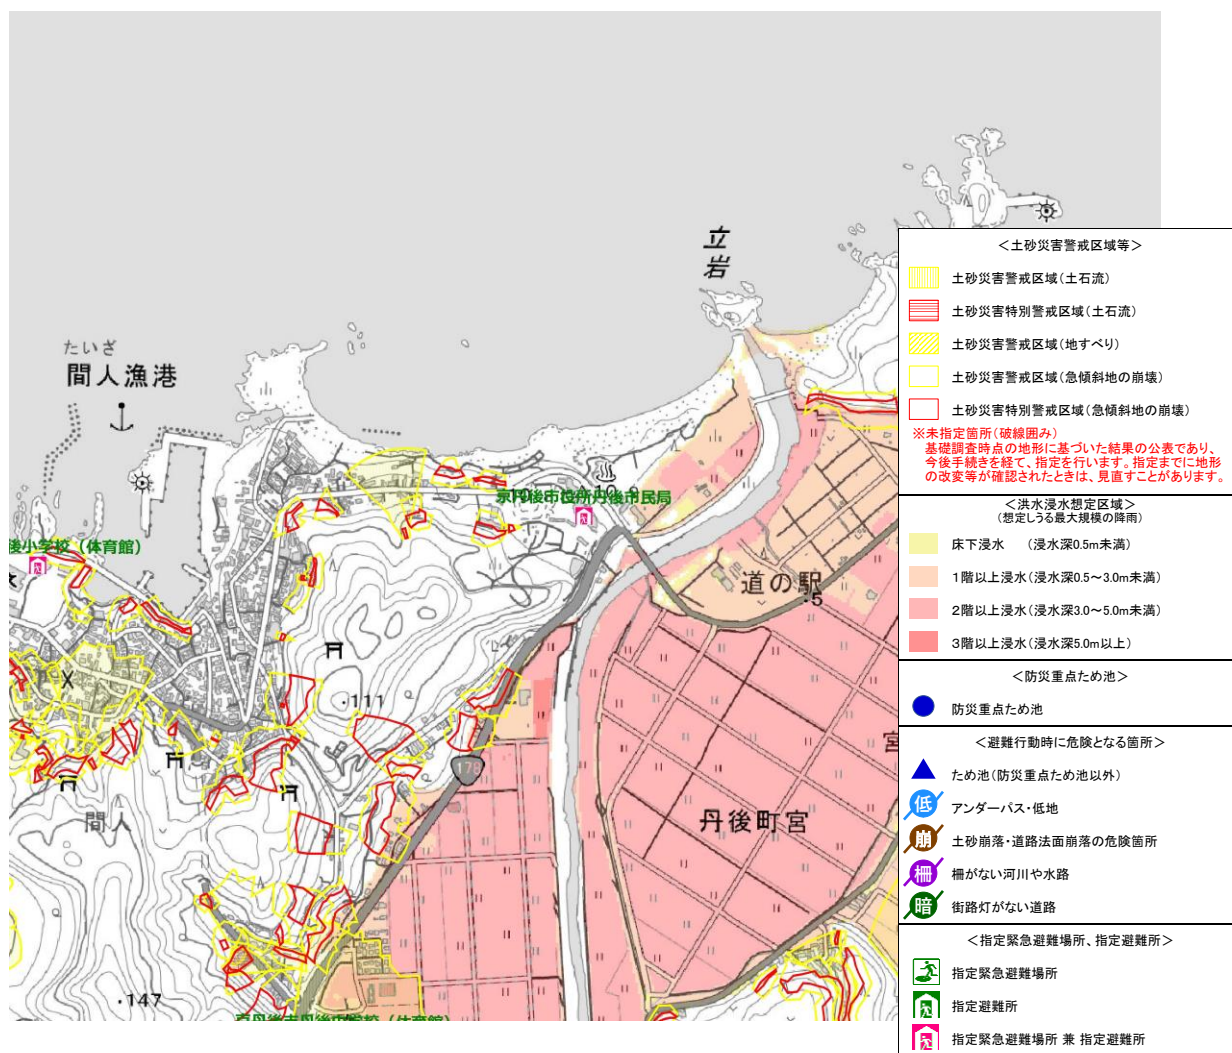 立岩
たいざ
間人漁港
京丹後市役所丹後市民局
後小学校（体育館）
道の駅
・5
・111
178
丹後町宮
宮
間人
・147
京丹後市丹後中学校（体育館）
＜土砂災害警戒区域等＞
土砂災害警戒区域（土石流）
土砂災害特別警戒区域（土石流）
土砂災害警戒区域（地すべり）
土砂災害警戒区域（急傾斜地の崩壊）
土砂災害特別警戒区域（急傾斜地の崩壊）
※未指定箇所（破線囲み）
基礎調査時点の地形に基づいた結果の公表であり、
今後手続きを経て、指定を行います。指定までに地形
の改変等が確認されたときは、見直すことがあります。
＜洪水浸水想定区域＞
（想定しうる最大規模の降雨）
床下浸水　（浸水深0.5m未満）
1階以上浸水（浸水深0.5～3.0m未満）
2階以上浸水（浸水深3.0～5.0m未満）
3階以上浸水（浸水深5.0m以上）
＜防災重点ため池＞
防災重点ため池
＜避難行動時に危険となる箇所＞
ため池（防災重点ため池以外）
低 アンダーパス・低地
崩 土砂崩落・道路法面崩落の危険箇所
柵 柵がない河川や水路
暗 街路灯がない道路
＜指定緊急避難場所、指定避難所＞
指定緊急避難場所
指定避難所
指定緊急避難場所 兼 指定避難所